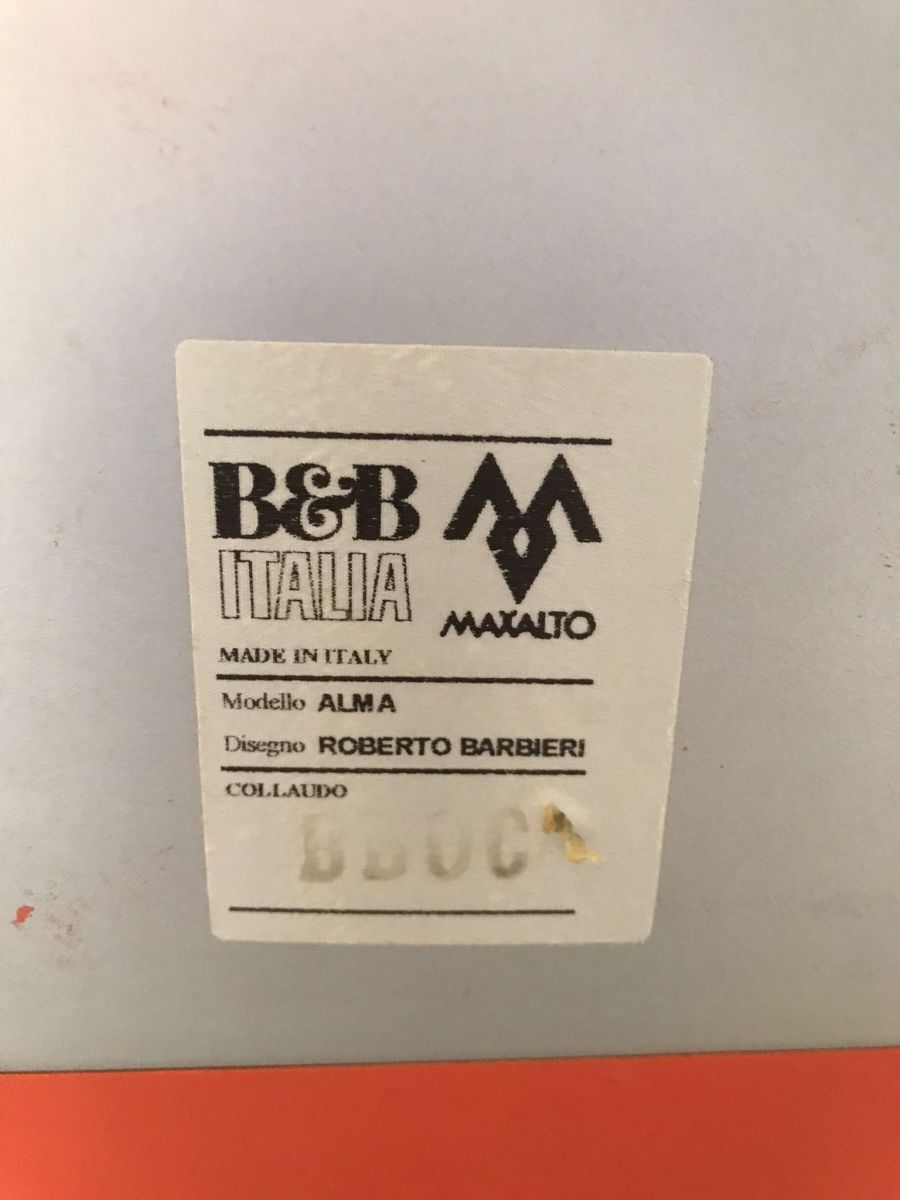 B&B
ITALIA
MAXALTO
MADE IN ITALY
Modello ALMA
Disegno ROBERTO BARBIERI
COLLAUDO